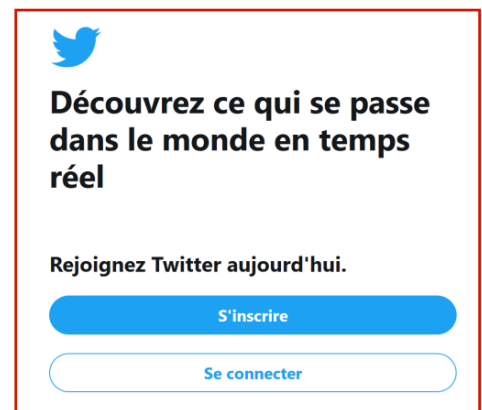 Découvrez ce qui se passe
dans le monde en temps
réel
Rejoignez Twitter aujourd'hui.
S'inscrire
Se connecter